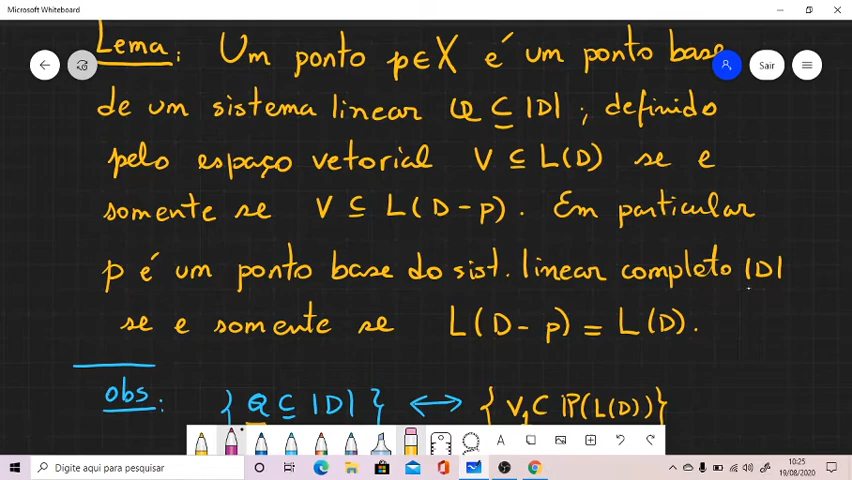 Microsoft Whiteboard
Lema: Um ponto p∈X é um ponto base
Sair
de um sistema linear Q ⊆ |D|, definido
pelo espaço vetorial V ⊆ L(D) se e
somente se V ⊆ L(D-p). Em particular
p é um ponto base do sist. linear completo |D|
se e somente se L(D-p) = L(D).
obs: { Q ⊆ |D| } ↔ { V, ⊂ ℙ(L(D)) }
Digite aqui para pesquisar
10:25
19/08/2020